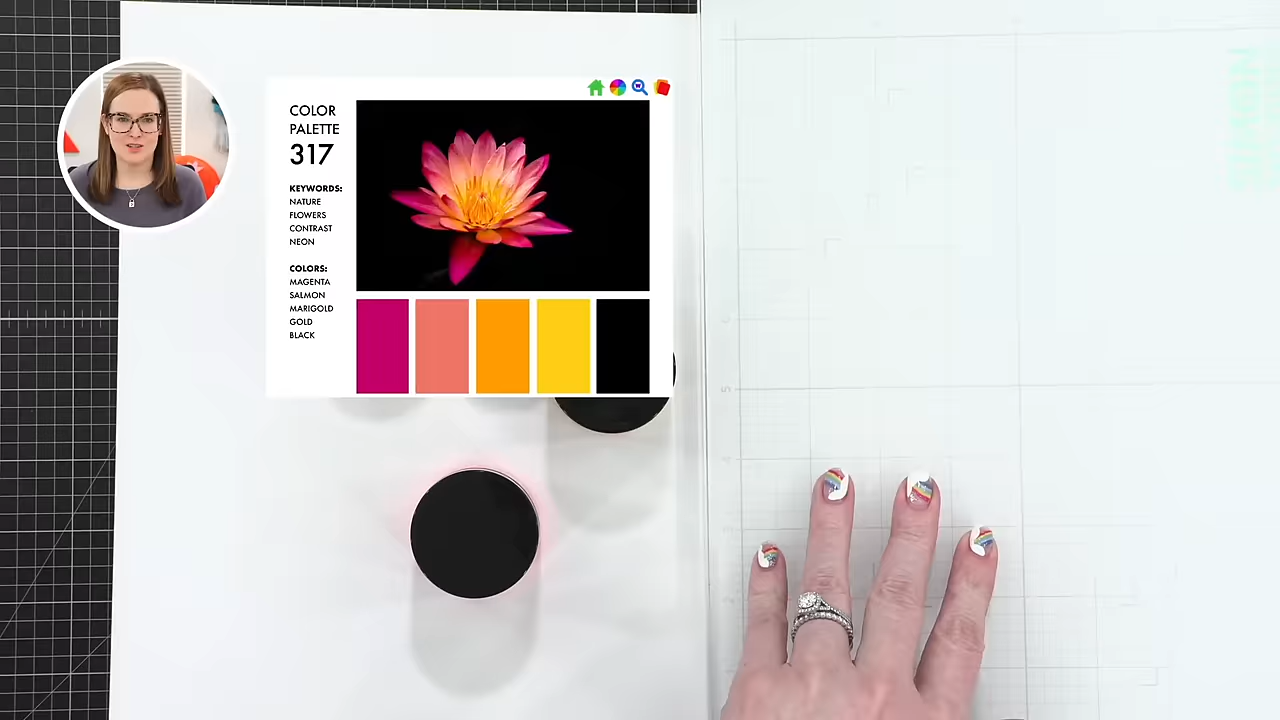 COLOR
PALETTE
317
KEYWORDS:
NATURE
FLOWERS
CONTRAST
NEON
COLORS:
MAGENTA
SALMON
MARIGOLD
GOLD
BLACK